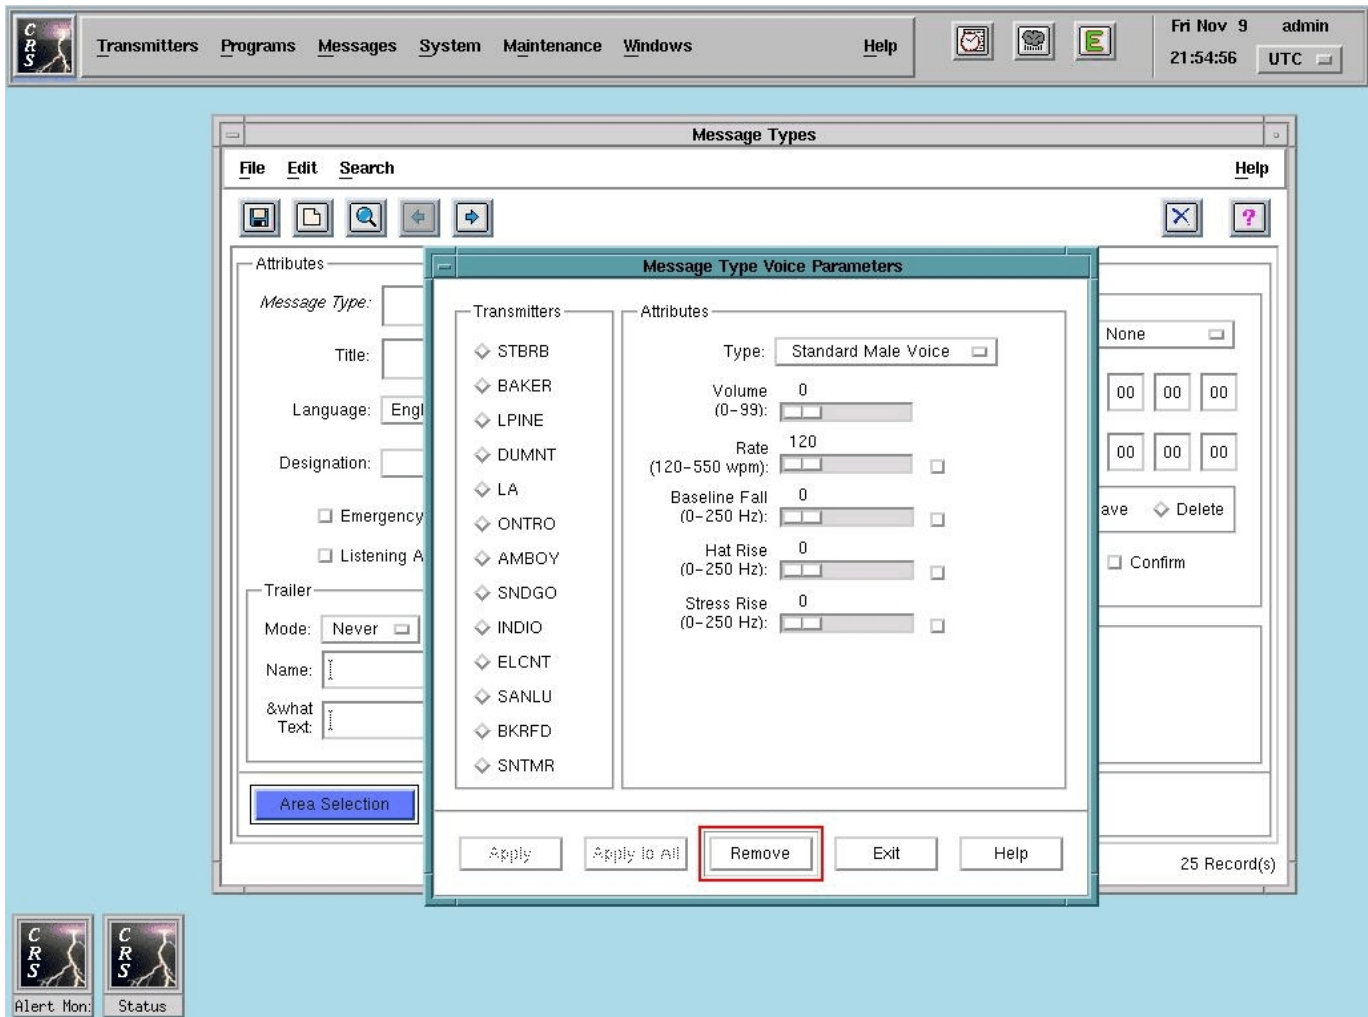 CRS
Transmitters Programs Messages System Maintenance Windows Help
E
Fri Nov 9 admin
21:54:56 UTC
Message Types
File Edit Search Help
?
Attributes
Message Type:
Title:
Language: Engl
Designation:
Emergency
Listening A
Trailer
Mode: Never
Name:
&what
Text:
Area Selection
Message Type Voice Parameters
Transmitters
STBRB
BAKER
LPINE
DUMNT
LA
ONTRO
AMBOY
SNDGO
INDIO
ELCNT
SANLU
BKRFD
SNTMR
Attributes
Type: Standard Male Voice
Volume 0
(0-99):
Rate 120
(120-550 wpm):
Baseline Fall 0
(0-250 Hz):
Hat Rise 0
(0-250 Hz):
Stress Rise 0
(0-250 Hz):
Apply Apply to All Remove Exit Help
None
00 00 00
00 00 00
ave Delete
Confirm
25 Record(s)
CRS
Alert Mon:
CRS
Status